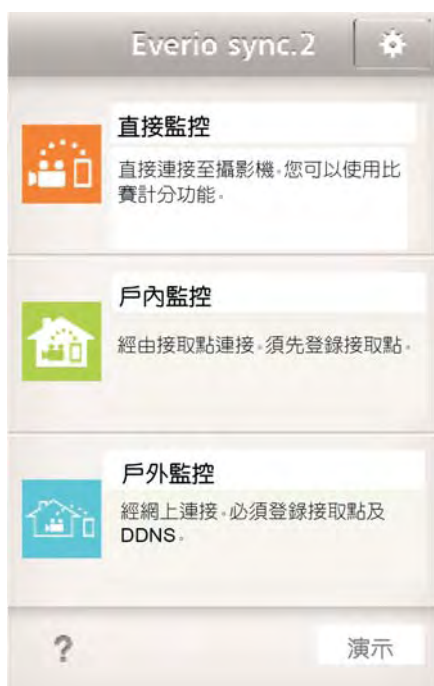 Everio sync.2
直接監控
直接連接至攝影機。您可以使用比
賽計分功能。
戶內監控
經由接取點連接。須先登錄接取點。
戶外監控
經網上連接。必須登錄接取點及
DDNS。
?
演示